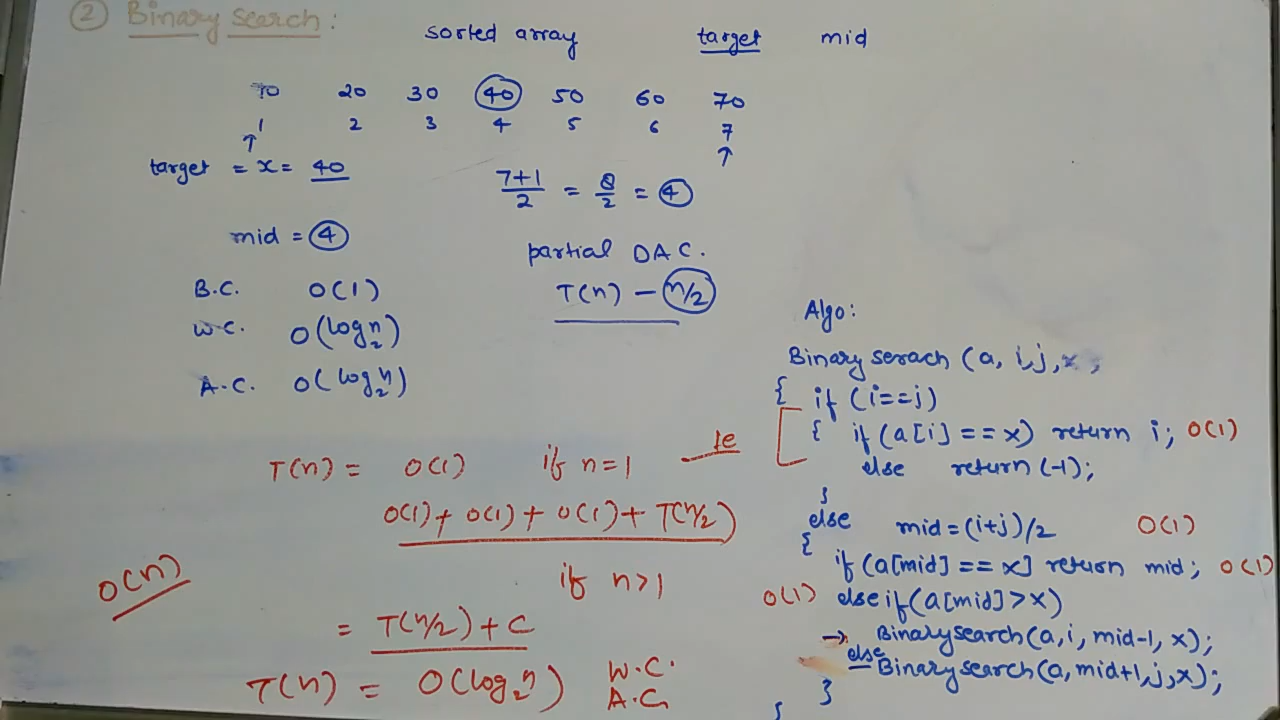 ② Binary search:
sorted array target mid
10 20 30 40 50 60 70
1 2 3 4 5 6 7
↑ ↑
target = x = 40
7+1/2 = 8/2 = 4
mid = 4
partial DAC.
B.C. O(1)
T(n) – n/2
W.C. O(log₂n)
A.C. O(log₂n)
Algo:
Binary serach (a, i,j,x)
{ if (i==j)
{ if (a[i] == x) return i; O(1)
else return (-1);
}
else mid=(i+j)/2 O(1)
{
if (a[mid] == x] return mid; O(1)
O(1) else if(a[mid]>x)
→ Binarysearch(a,i, mid-1, x);
else Binarysearch(a, mid+1,j,x);
}
}
T(n) = O(1) if n=1
O(1) + O(1) + O(1) + T(n/2)
if n>1
O(n)
= T(n/2) + C
T(n) = O(log₂n) W.C.
A.C